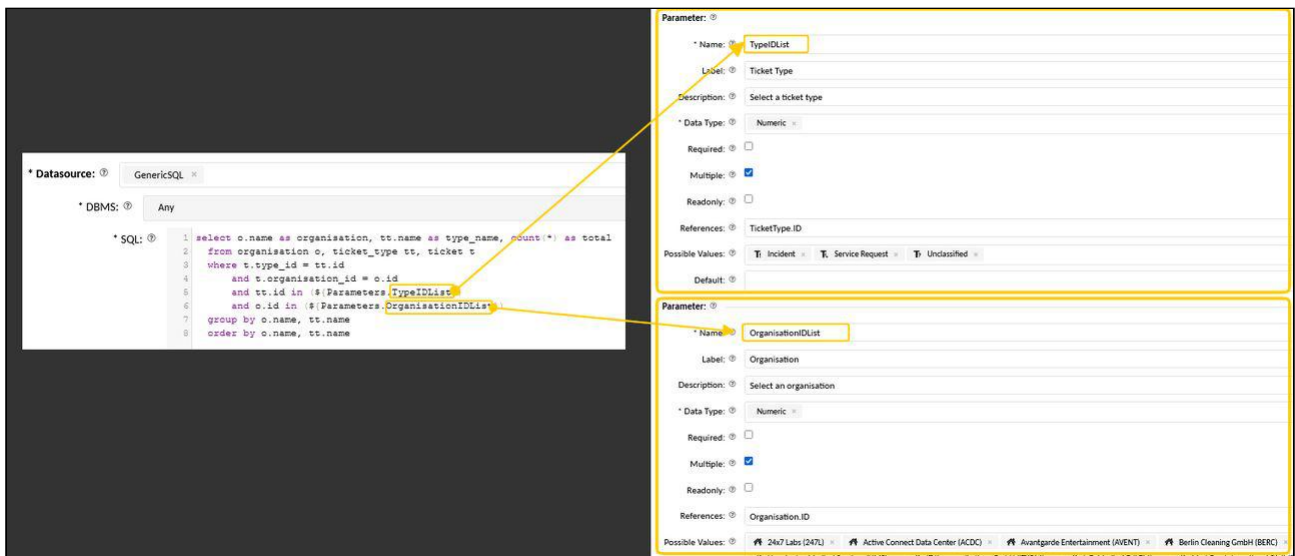 * Datasource: GenericSQL ×
* DBMS: Any
* SQL:
1 select o.name as organisation, tt.name as type_name, count(*) as total
2 from organisation o, ticket_type tt, ticket t
3 where t.type_id = tt.id
4 and t.organisation_id = o.id
5 and tt.id in (${Parameters.TypeIDList
6 and o.id in (${Parameters.OrganisationIDList})
7 group by o.name, tt.name
8 order by o.name, tt.name
Parameter:
* Name: TypeIDList
Label: Ticket Type
Description: Select a ticket type
* Data Type: Numeric ×
Required:
Multiple:
Readonly:
References: TicketType.ID
Possible Values: Incident × Service Request × Unclassified ×
Default:
Parameter:
* Name: OrganisationIDList
Label: Organisation
Description: Select an organisation
* Data Type: Numeric ×
Required:
Multiple:
Readonly:
References: Organisation.ID
Possible Values: 24x7 Labs (247L) × Active Connect Data Center (ACDC) × Avantgarde Entertainment (AVENT) × Berlin Cleaning GmbH (BERC) ×